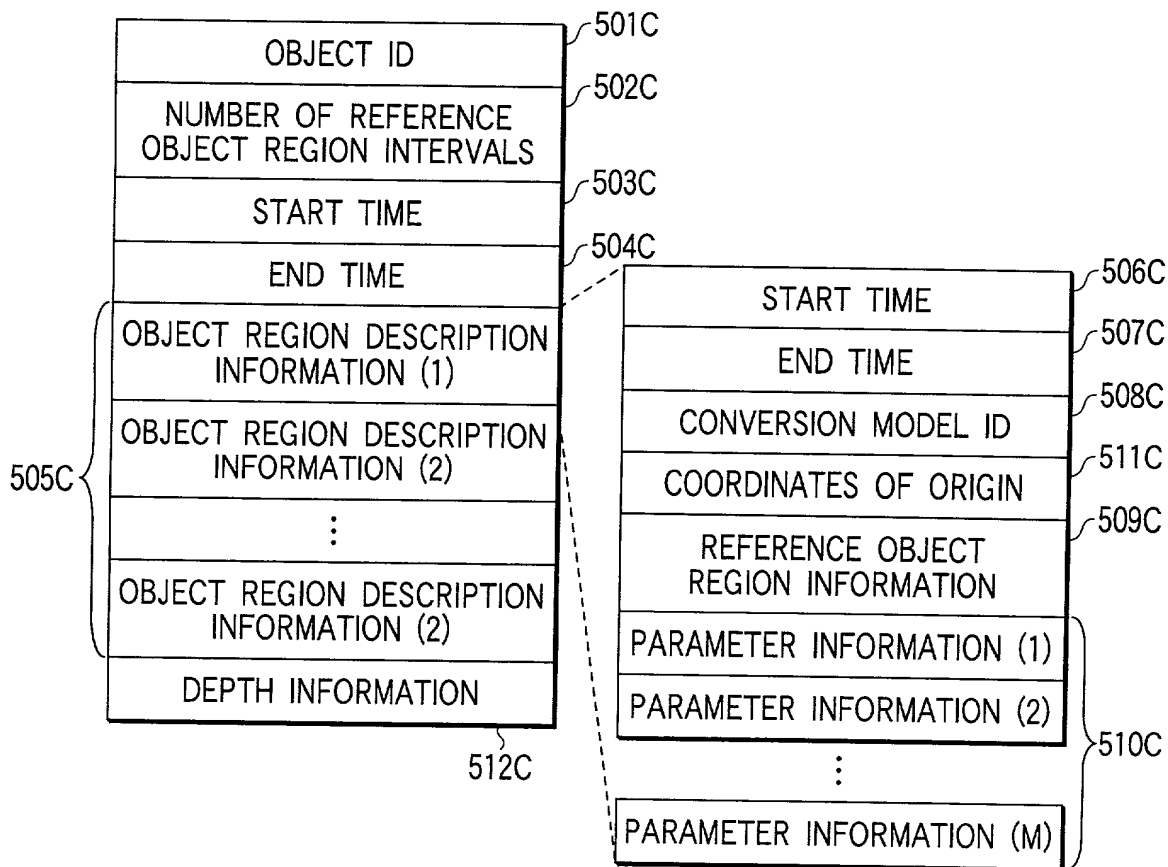 OBJECT ID
501C
NUMBER OF REFERENCE
OBJECT REGION INTERVALS
502C
START TIME
503C
END TIME
504C
505C
OBJECT REGION DESCRIPTION
INFORMATION (1)
OBJECT REGION DESCRIPTION
INFORMATION (2)
⋮
OBJECT REGION DESCRIPTION
INFORMATION (2)
DEPTH INFORMATION
512C
START TIME
506C
END TIME
507C
CONVERSION MODEL ID
508C
COORDINATES OF ORIGIN
511C
REFERENCE OBJECT
REGION INFORMATION
509C
PARAMETER INFORMATION (1)
PARAMETER INFORMATION (2)
⋮
PARAMETER INFORMATION (M)
510C